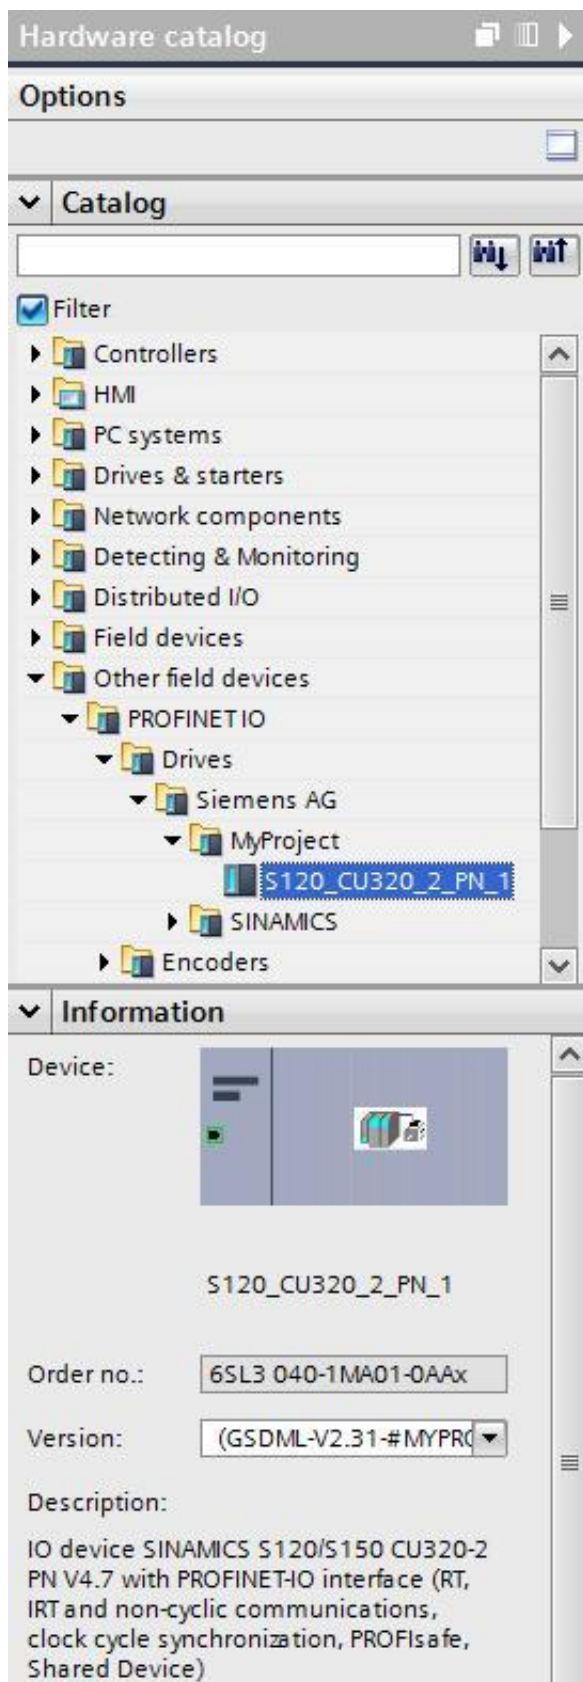 Hardware catalog
Options
Catalog
Filter
Controllers
HMI
PC systems
Drives & starters
Network components
Detecting & Monitoring
Distributed I/O
Field devices
Other field devices
PROFINET IO
Drives
Siemens AG
MyProject
S120_CU320_2_PN_1
SINAMICS
Encoders
Information
Device:
S120_CU320_2_PN_1
Order no.: 6SL3 040-1MA01-0AAx
Version: (GSDML-V2.31-#MYPRO
Description:
IO device SINAMICS S120/S150 CU320-2
PN V4.7 with PROFINET-IO interface (RT,
IRT and non-cyclic communications,
clock cycle synchronization, PROFIsafe,
Shared Device)